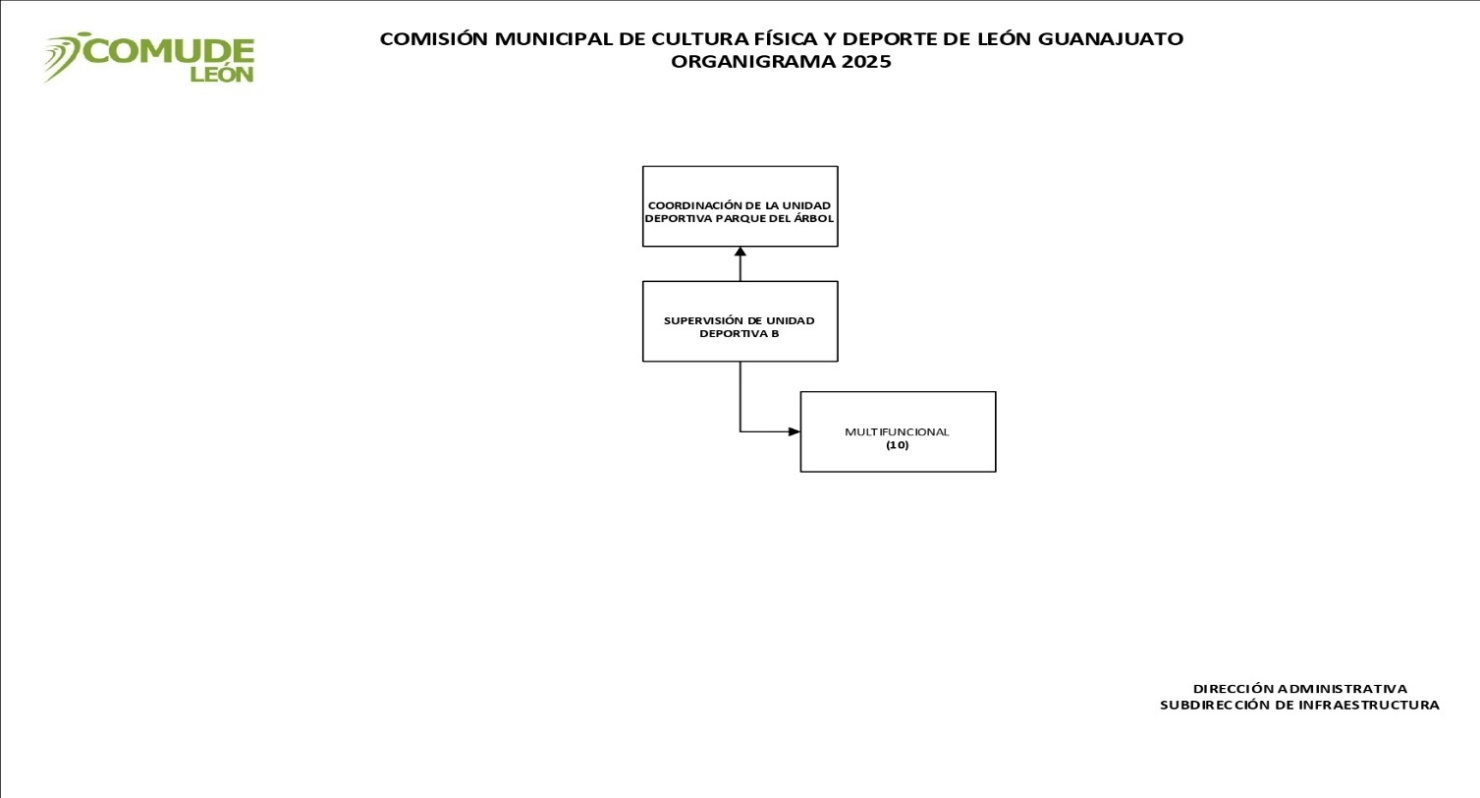 COMUDE
LEÓN
COMISIÓN MUNICIPAL DE CULTURA FÍSICA Y DEPORTE DE LEÓN GUANAJUATO
ORGANIGRAMA 2025
COORDINACIÓN DE LA UNIDAD
DEPORTIVA PARQUE DEL ÁRBOL
SUPERVISIÓN DE UNIDAD
DEPORTIVA B
MULTIFUNCIONAL
(10)
DIRECCIÓN ADMINISTRATIVA
SUBDIRECCIÓN DE INFRAESTRUCTURA